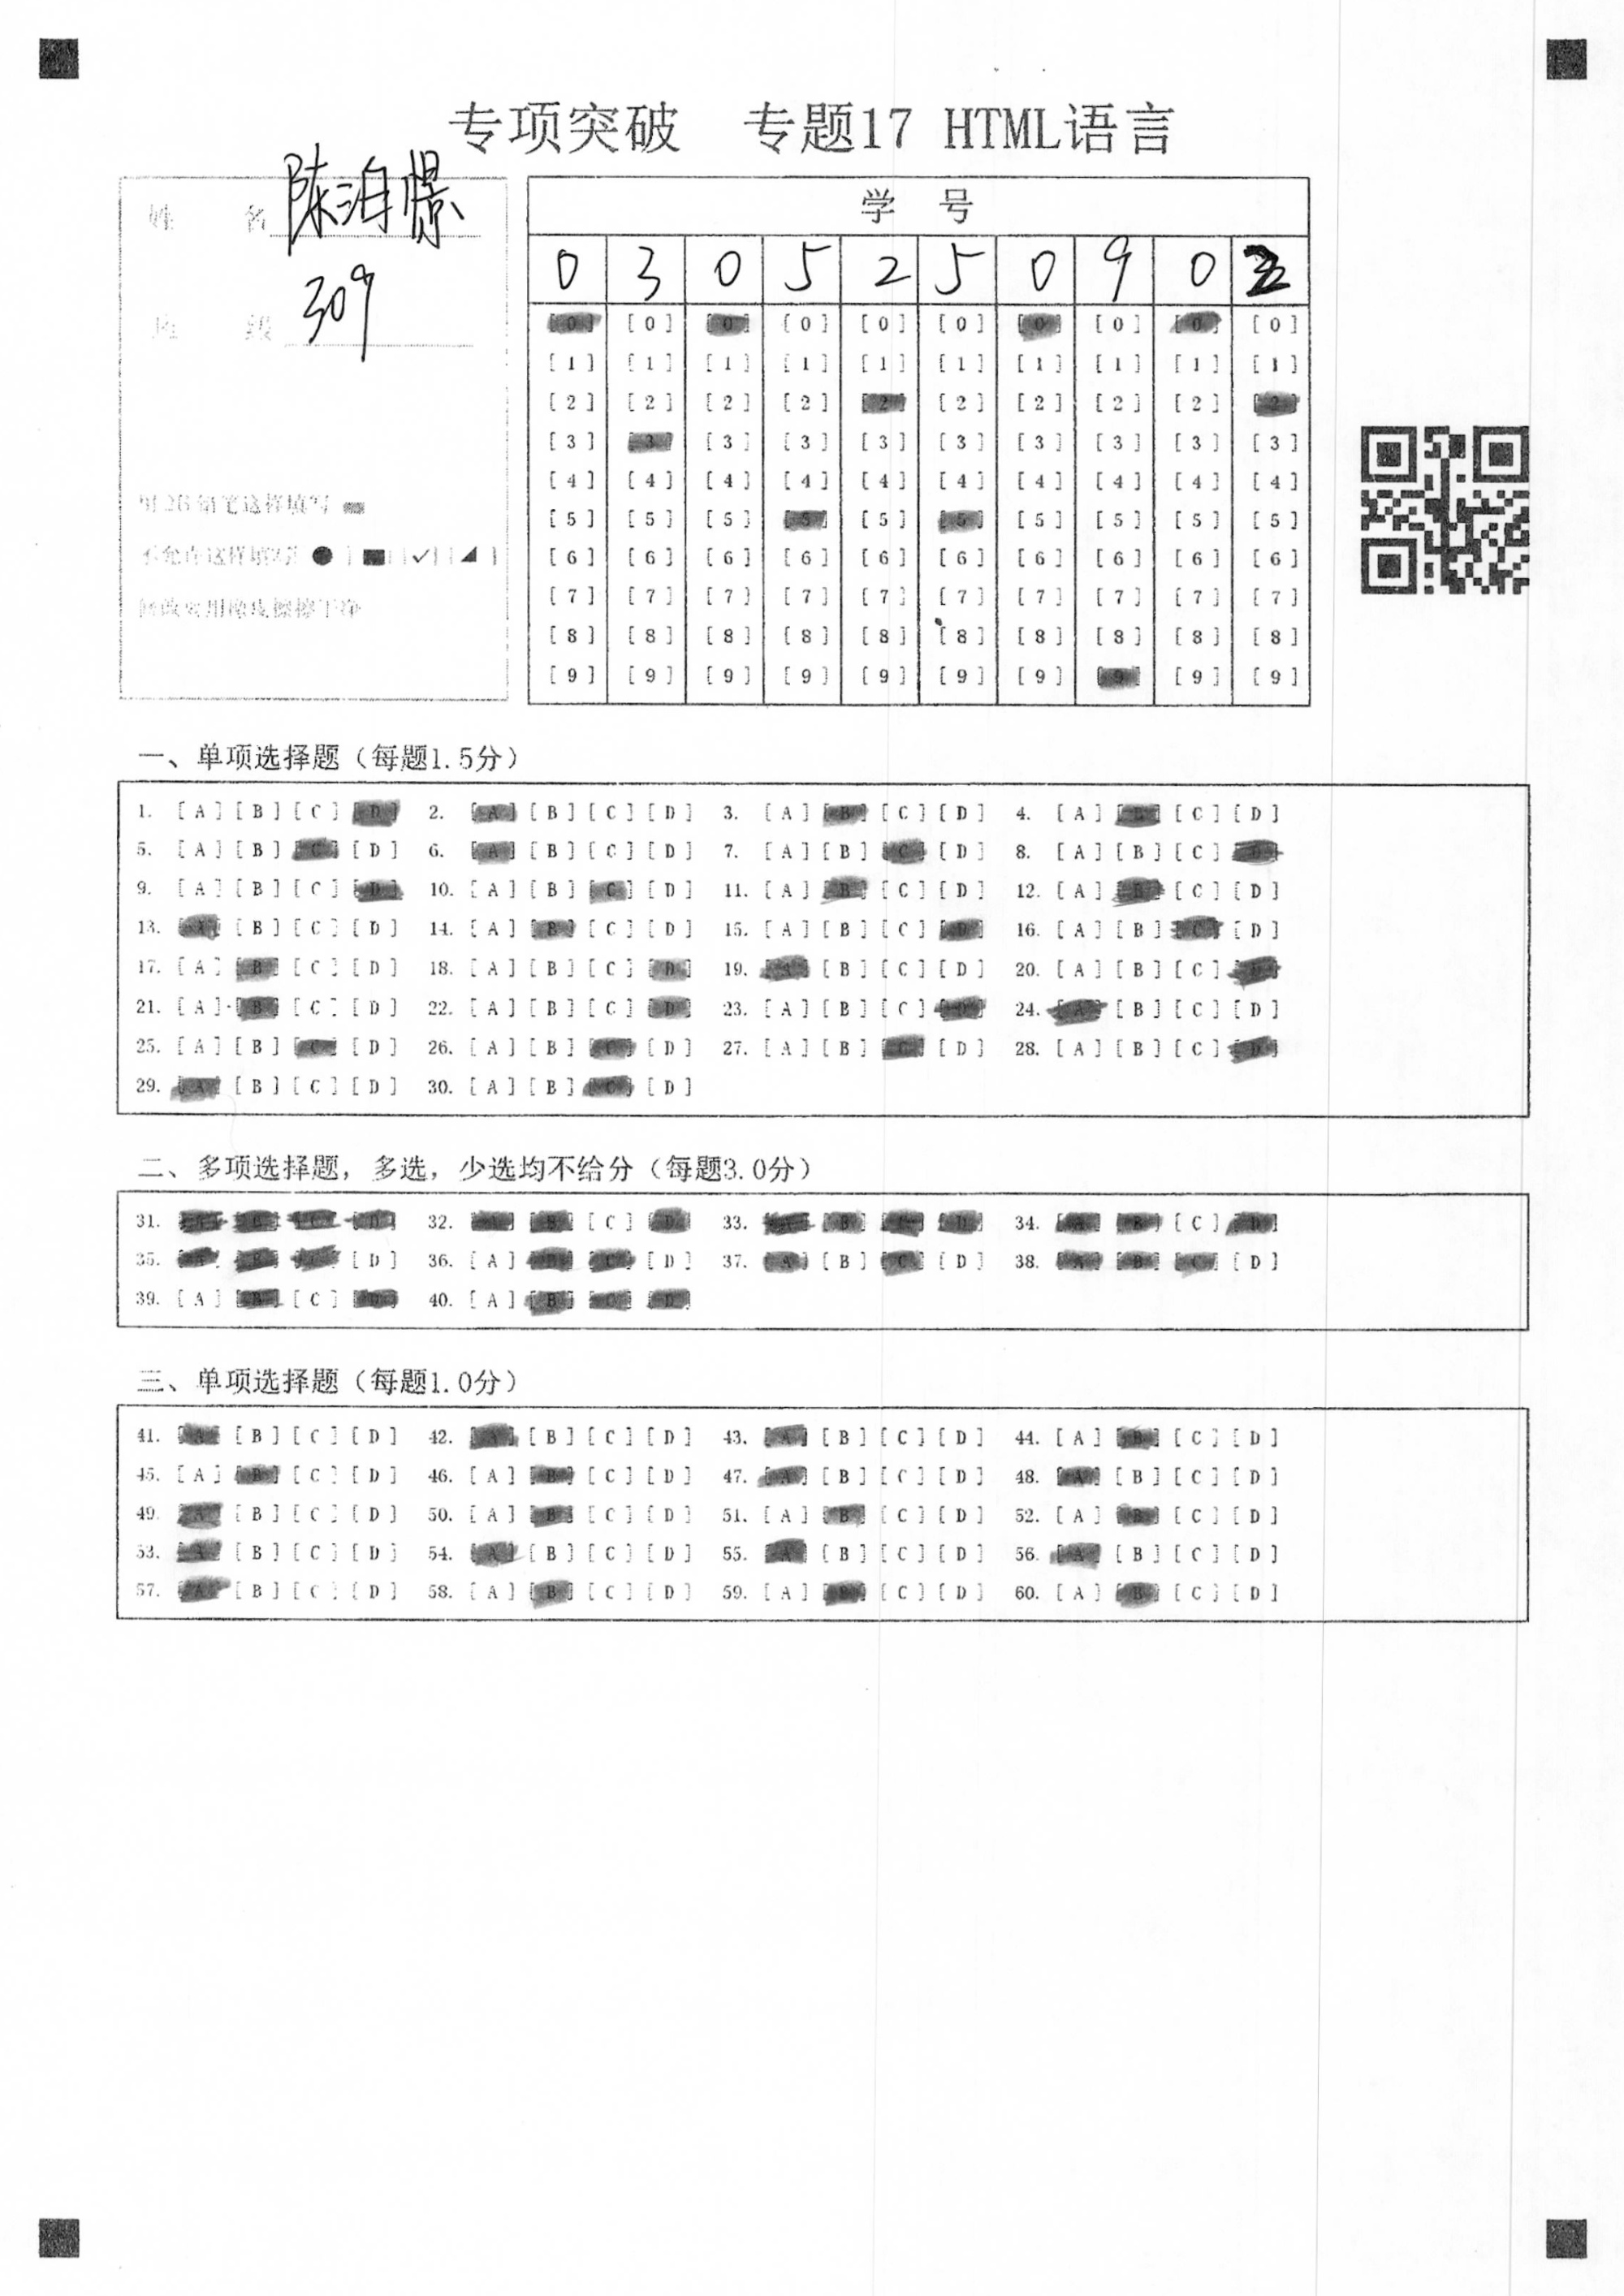 专项突破 专题17 HTML语言
姓 名 陈泊憬
309
学 号
0 3 0 5 2 5 0 9 0 2
[0] [0] [0] [0] [0] [0] [0] [0] [0] [0]
[1] [1] [1] [1] [1] [1] [1] [1] [1] [1]
[2] [2] [2] [2] [2] [2] [2] [2] [2] [2]
[3] [3] [3] [3] [3] [3] [3] [3] [3] [3]
[4] [4] [4] [4] [4] [4] [4] [4] [4] [4]
[5] [5] [5] [5] [5] [5] [5] [5] [5] [5]
[6] [6] [6] [6] [6] [6] [6] [6] [6] [6]
[7] [7] [7] [7] [7] [7] [7] [7] [7] [7]
[8] [8] [8] [8] [8] [8] [8] [8] [8] [8]
[9] [9] [9] [9] [9] [9] [9] [9] [9] [9]
用2B铅笔这样填写
不允许这样填写
修改要用橡皮擦擦干净
一、单项选择题（每题1.5分）
1. [A] [B] [C] [D] 2. [A] [B] [C] [D] 3. [A] [B] [C] [D] 4. [A] [B] [C] [D]
5. [A] [B] [C] [D] 6. [A] [B] [C] [D] 7. [A] [B] [C] [D] 8. [A] [B] [C] [D]
9. [A] [B] [C] [D] 10. [A] [B] [C] [D] 11. [A] [B] [C] [D] 12. [A] [B] [C] [D]
13. [A] [B] [C] [D] 14. [A] [B] [C] [D] 15. [A] [B] [C] [D] 16. [A] [B] [C] [D]
17. [A] [B] [C] [D] 18. [A] [B] [C] [D] 19. [A] [B] [C] [D] 20. [A] [B] [C] [D]
21. [A] [B] [C] [D] 22. [A] [B] [C] [D] 23. [A] [B] [C] [D] 24. [A] [B] [C] [D]
25. [A] [B] [C] [D] 26. [A] [B] [C] [D] 27. [A] [B] [C] [D] 28. [A] [B] [C] [D]
29. [A] [B] [C] [D] 30. [A] [B] [C] [D]
二、多项选择题，多选，少选均不给分（每题3.0分）
31. [A] [B] [C] [D] 32. [A] [B] [C] [D] 33. [A] [B] [C] [D] 34. [A] [B] [C] [D]
35. [A] [B] [C] [D] 36. [A] [B] [C] [D] 37. [A] [B] [C] [D] 38. [A] [B] [C] [D]
39. [A] [B] [C] [D] 40. [A] [B] [C] [D]
三、单项选择题（每题1.0分）
41. [A] [B] [C] [D] 42. [A] [B] [C] [D] 43. [A] [B] [C] [D] 44. [A] [B] [C] [D]
45. [A] [B] [C] [D] 46. [A] [B] [C] [D] 47. [A] [B] [C] [D] 48. [A] [B] [C] [D]
49. [A] [B] [C] [D] 50. [A] [B] [C] [D] 51. [A] [B] [C] [D] 52. [A] [B] [C] [D]
53. [A] [B] [C] [D] 54. [A] [B] [C] [D] 55. [A] [B] [C] [D] 56. [A] [B] [C] [D]
57. [A] [B] [C] [D] 58. [A] [B] [C] [D] 59. [A] [B] [C] [D] 60. [A] [B] [C] [D]